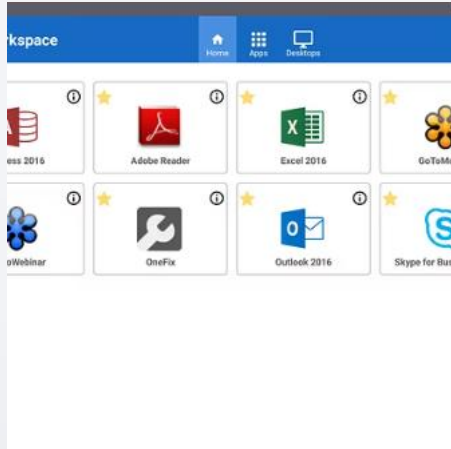 rkspace
Home Apps Desktops
ess 2016
Adobe Reader
Excel 2016
GoToM
oWebinar
OneFix
Outlook 2016
Skype for Bus